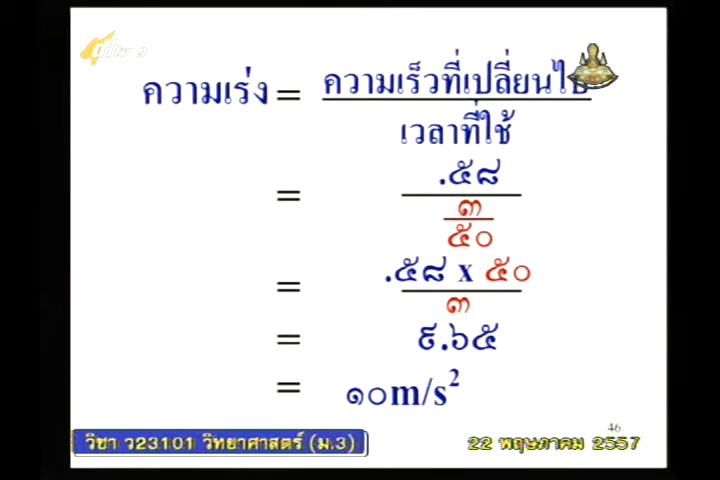 dltv 9
ความเร่ง = ความเร็วที่เปลี่ยนไป
เวลาที่ใช้
= .๕๘
๓
๕๐
= .๕๘ x ๕๐
๓
= ๙.๖๕
= ๑๐m/s²
46
วิชา ว23101 วิทยาศาสตร์ (ม.3)
22 พฤษภาคม 2557